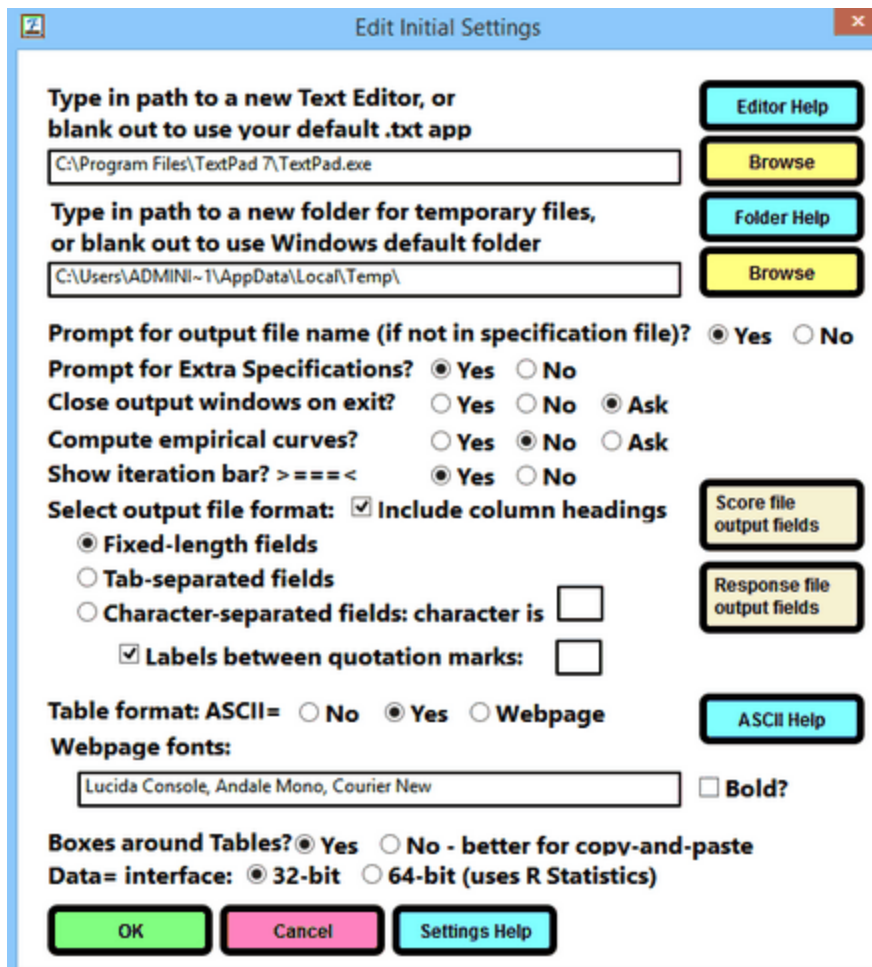 Edit Initial Settings
×
Type in path to a new Text Editor, or
blank out to use your default .txt app
Editor Help
C:\Program Files\TextPad 7\TextPad.exe
Browse
Type in path to a new folder for temporary files,
or blank out to use Windows default folder
Folder Help
C:\Users\ADMINI~1\AppData\Local\Temp\
Browse
Prompt for output file name (if not in specification file)? Yes No
Prompt for Extra Specifications? Yes No
Close output windows on exit? Yes No Ask
Compute empirical curves? Yes No Ask
Show iteration bar? >===< Yes No
Select output file format: Include column headings
Score file
output fields
Fixed-length fields
Tab-separated fields
Character-separated fields: character is
Response file
output fields
Labels between quotation marks:
Table format: ASCII= No Yes Webpage
ASCII Help
Webpage fonts:
Lucida Console, Andale Mono, Courier New
Bold?
Boxes around Tables? Yes No - better for copy-and-paste
Data= interface: 32-bit 64-bit (uses R Statistics)
OK Cancel Settings Help